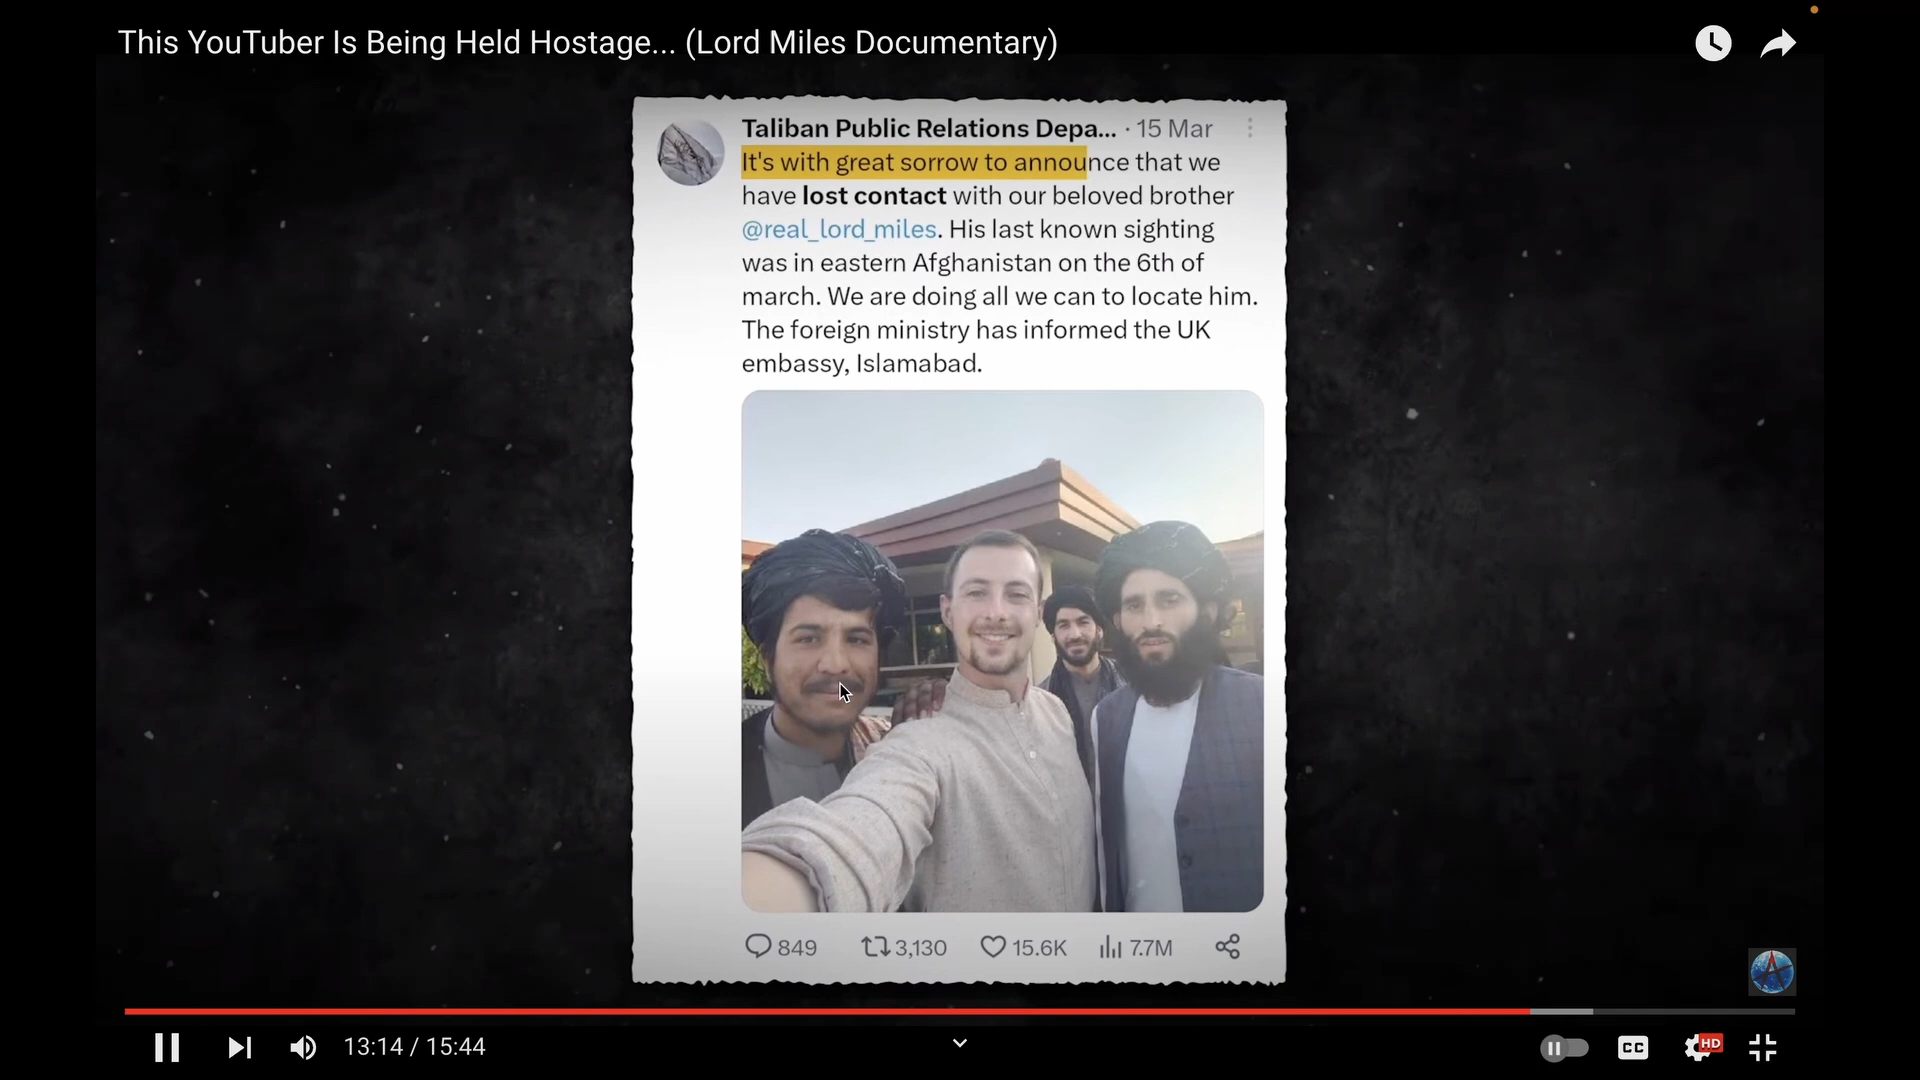 This YouTuber Is Being Held Hostage... (Lord Miles Documentary)
Taliban Public Relations Depa... · 15 Mar
It's with great sorrow to announce that we
have lost contact with our beloved brother
@real_lord_miles. His last known sighting
was in eastern Afghanistan on the 6th of
march. We are doing all we can to locate him.
The foreign ministry has informed the UK
embassy, Islamabad.
849 3,130 15.6K 7.7M
13:14 / 15:44
CC HD